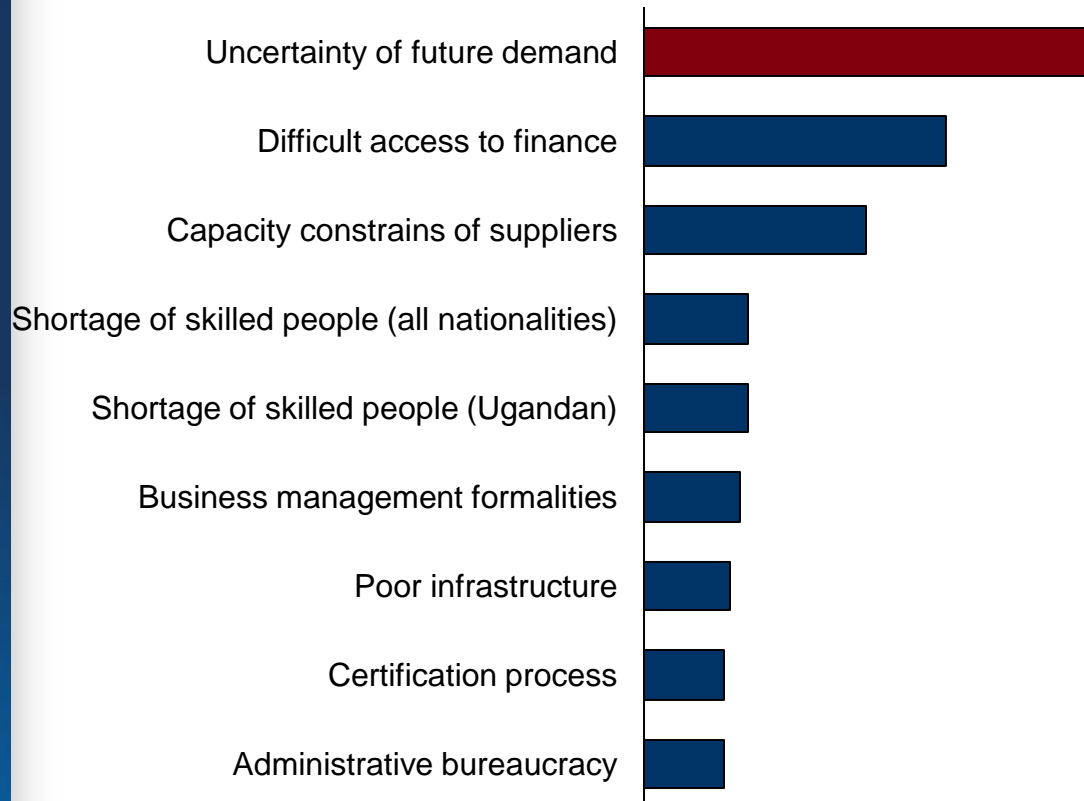 Uncertainty of future demand
Difficult access to finance
Capacity constrains of suppliers
Shortage of skilled people (all nationalities)
Shortage of skilled people (Ugandan)
Business management formalities
Poor infrastructure
Certification process
Administrative bureaucracy